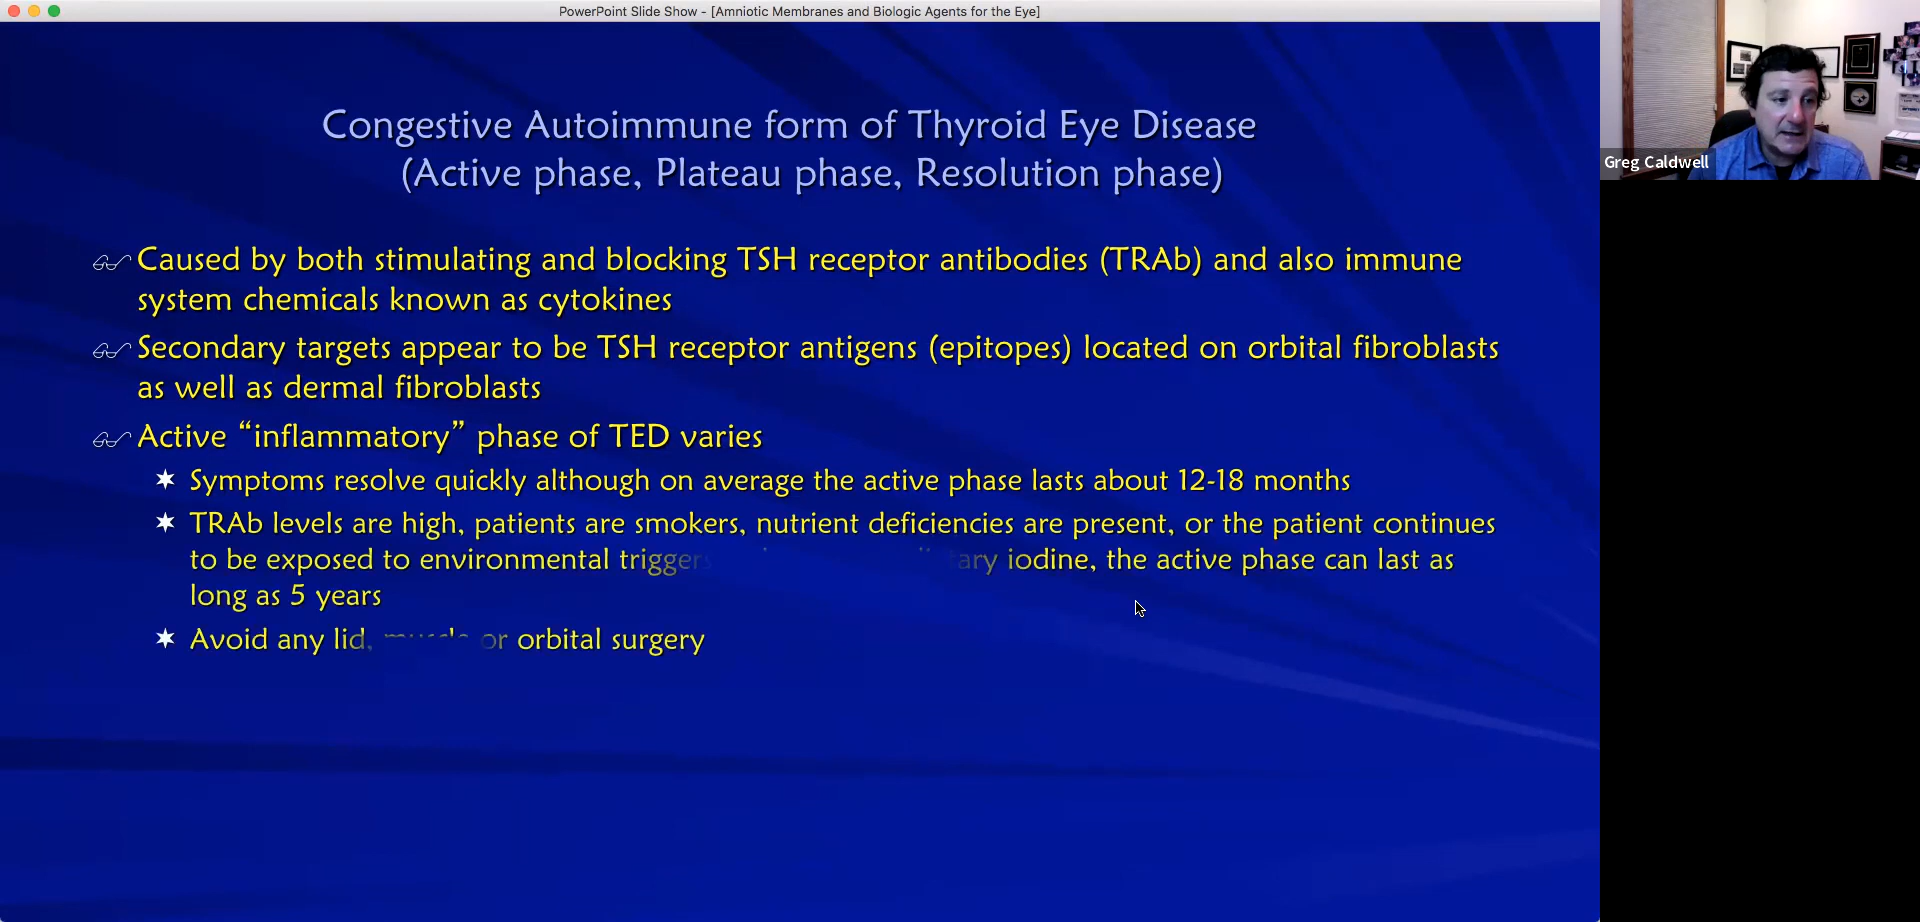 PowerPoint Slide Show - [Amniotic Membranes and Biologic Agents for the Eye]
Congestive Autoimmune form of Thyroid Eye Disease
(Active phase, Plateau phase, Resolution phase)
Caused by both stimulating and blocking TSH receptor antibodies (TRAb) and also immune
system chemicals known as cytokines
Secondary targets appear to be TSH receptor antigens (epitopes) located on orbital fibroblasts
as well as dermal fibroblasts
Active “inflammatory” phase of TED varies
Symptoms resolve quickly although on average the active phase lasts about 12-18 months
TRAb levels are high, patients are smokers, nutrient deficiencies are present, or the patient continues
to be exposed to environmental triggers iodine, the active phase can last as
long as 5 years
Avoid any lid, muscle or orbital surgery
Greg Caldwell